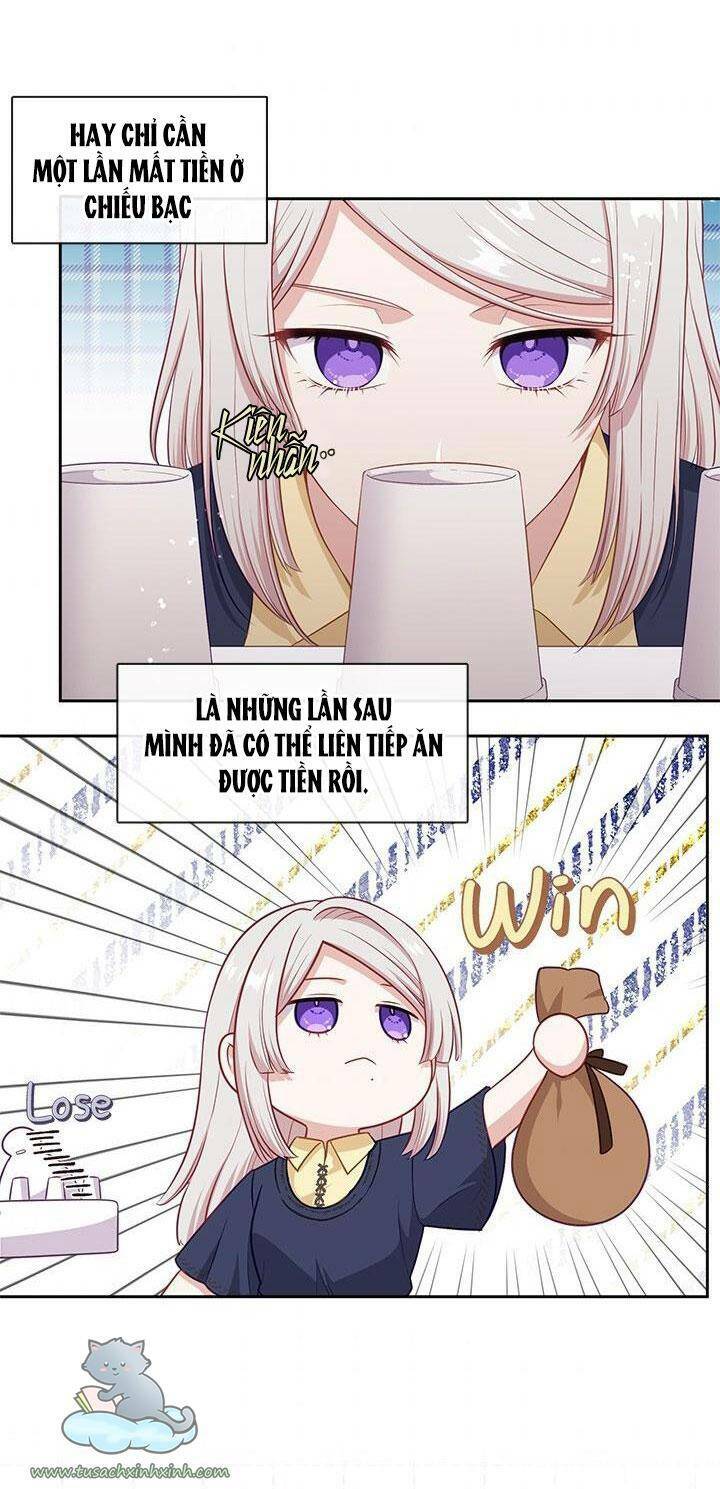 HAY CHỈ CẦN
MỘT LẦN MẤT TIỀN Ở
CHIẾU BẠC
Kiên
nhẫn..
LÀ NHỮNG LẦN SAU
MÌNH ĐÃ CÓ THỂ LIÊN TIẾP ĂN
ĐƯỢC TIỀN RỒI.
Win
Lose
www.tusachxinhxinh.com